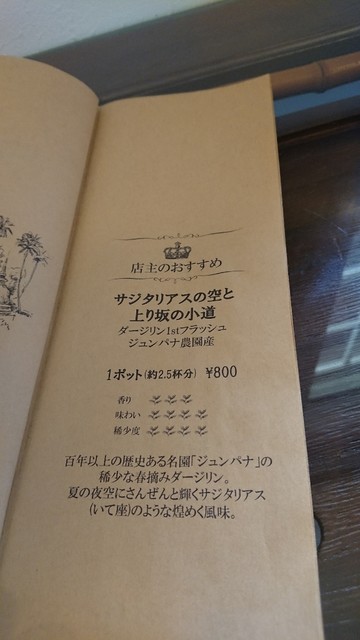 店主のおすすめ
サジタリアスの空と
上り坂の小道
ダージリン1stフラッシュ
ジュンパナ農園産
1ポット(約2.5杯分) ¥800
香り
味わい
稀少度
百年以上の歴史ある名園「ジュンパナ」の
稀少な春摘みダージリン。
夏の夜空にさんぜんと輝くサジタリアス
(いて座)のような煌めく風味。